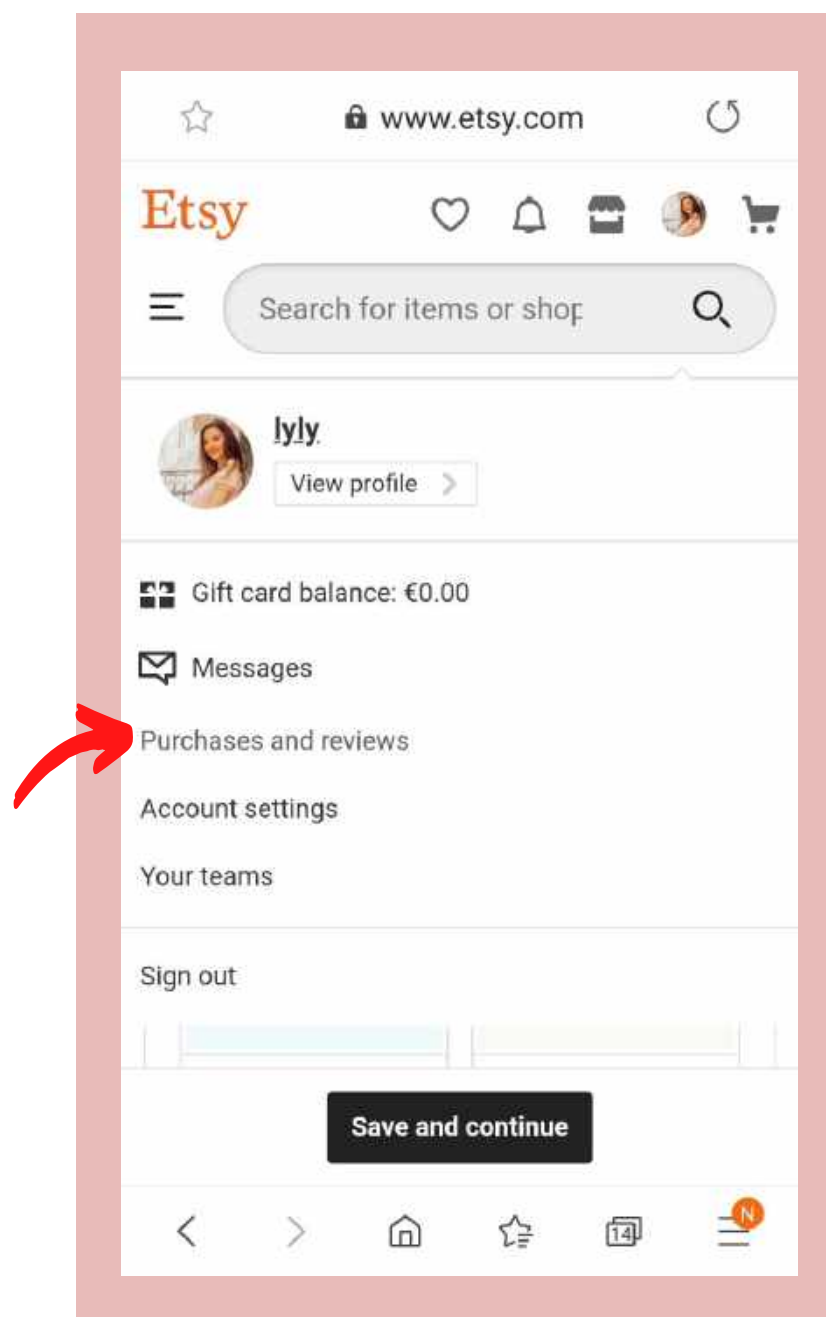 www.etsy.com
Etsy
Search for items or shop
lyly
View profile
Gift card balance: €0.00
Messages
Purchases and reviews
Account settings
Your teams
Sign out
Save and continue
14
N